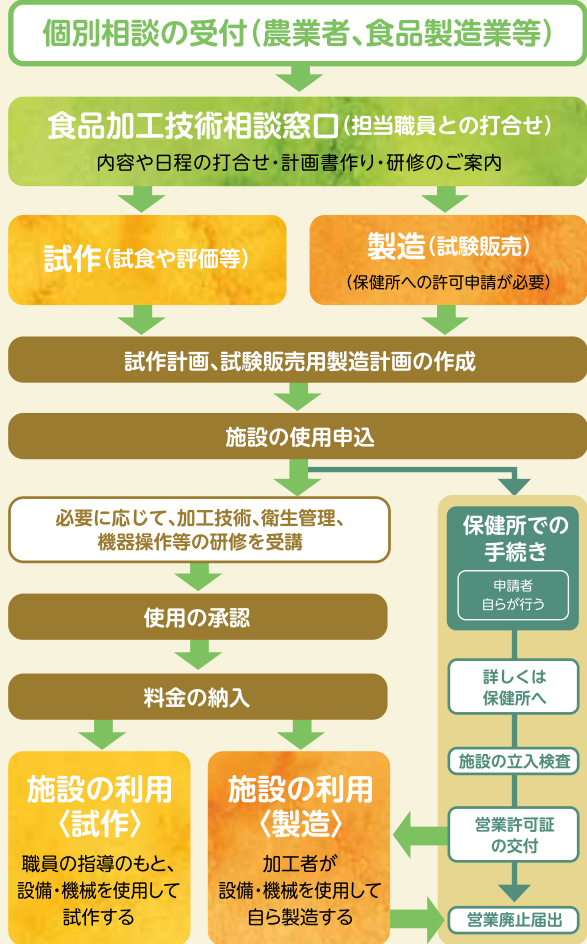 個別相談の受付(農業者、食品製造業等)
食品加工技術相談窓口(担当職員との打合せ)
内容や日程の打合せ・計画書作り・研修のご案内
試作(試食や評価等)
製造(試験販売)
(保健所への許可申請が必要)
試作計画、試験販売用製造計画の作成
施設の使用申込
必要に応じて、加工技術、衛生管理、
機器操作等の研修を受講
使用の承認
料金の納入
施設の利用
〈試作〉
職員の指導のもと、
設備・機械を使用して
試作する
施設の利用
〈製造〉
加工者が
設備・機械を使用して
自ら製造する
保健所での
手続き
申請者
自らが行う
詳しくは
保健所へ
施設の立入検査
営業許可証
の交付
営業廃止届出